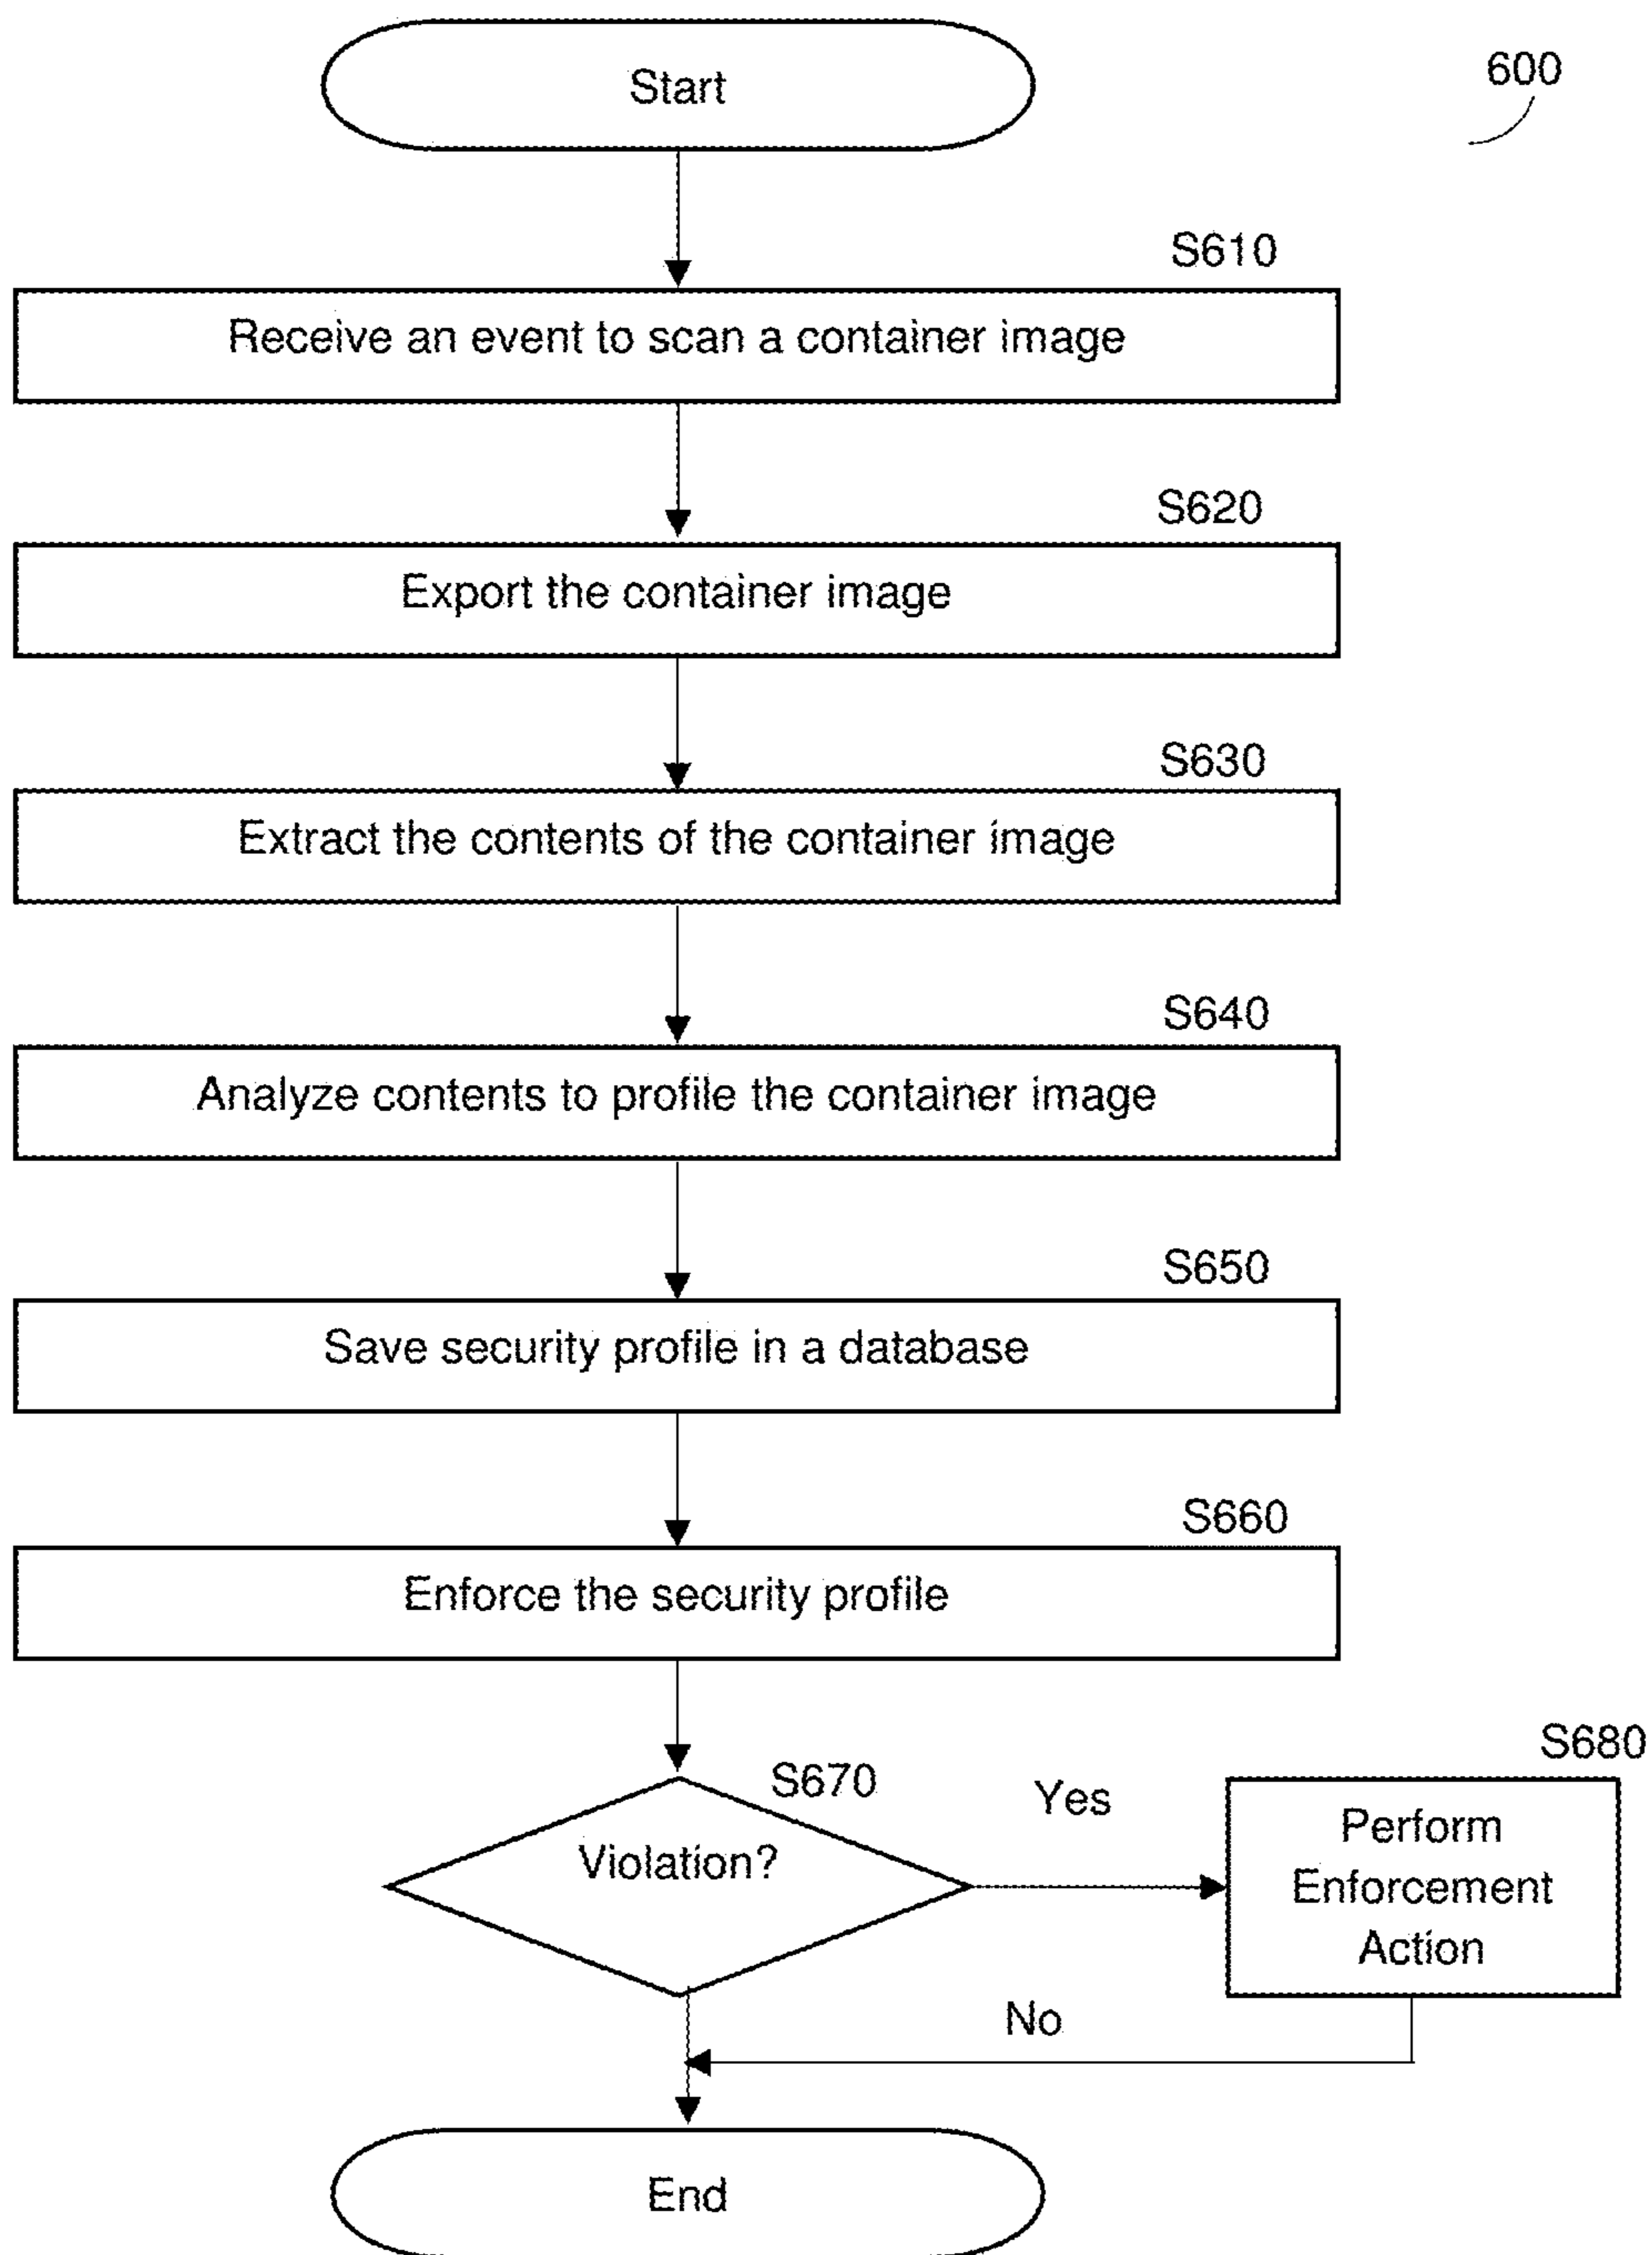 Start
600
S610
Receive an event to scan a container image
S620
Export the container image
S630
Extract the contents of the container image
S640
Analyze contents to profile the container image
S650
Save security profile in a database
S660
Enforce the security profile
S670
Violation?
Yes
S680
Perform
Enforcement
Action
No
End